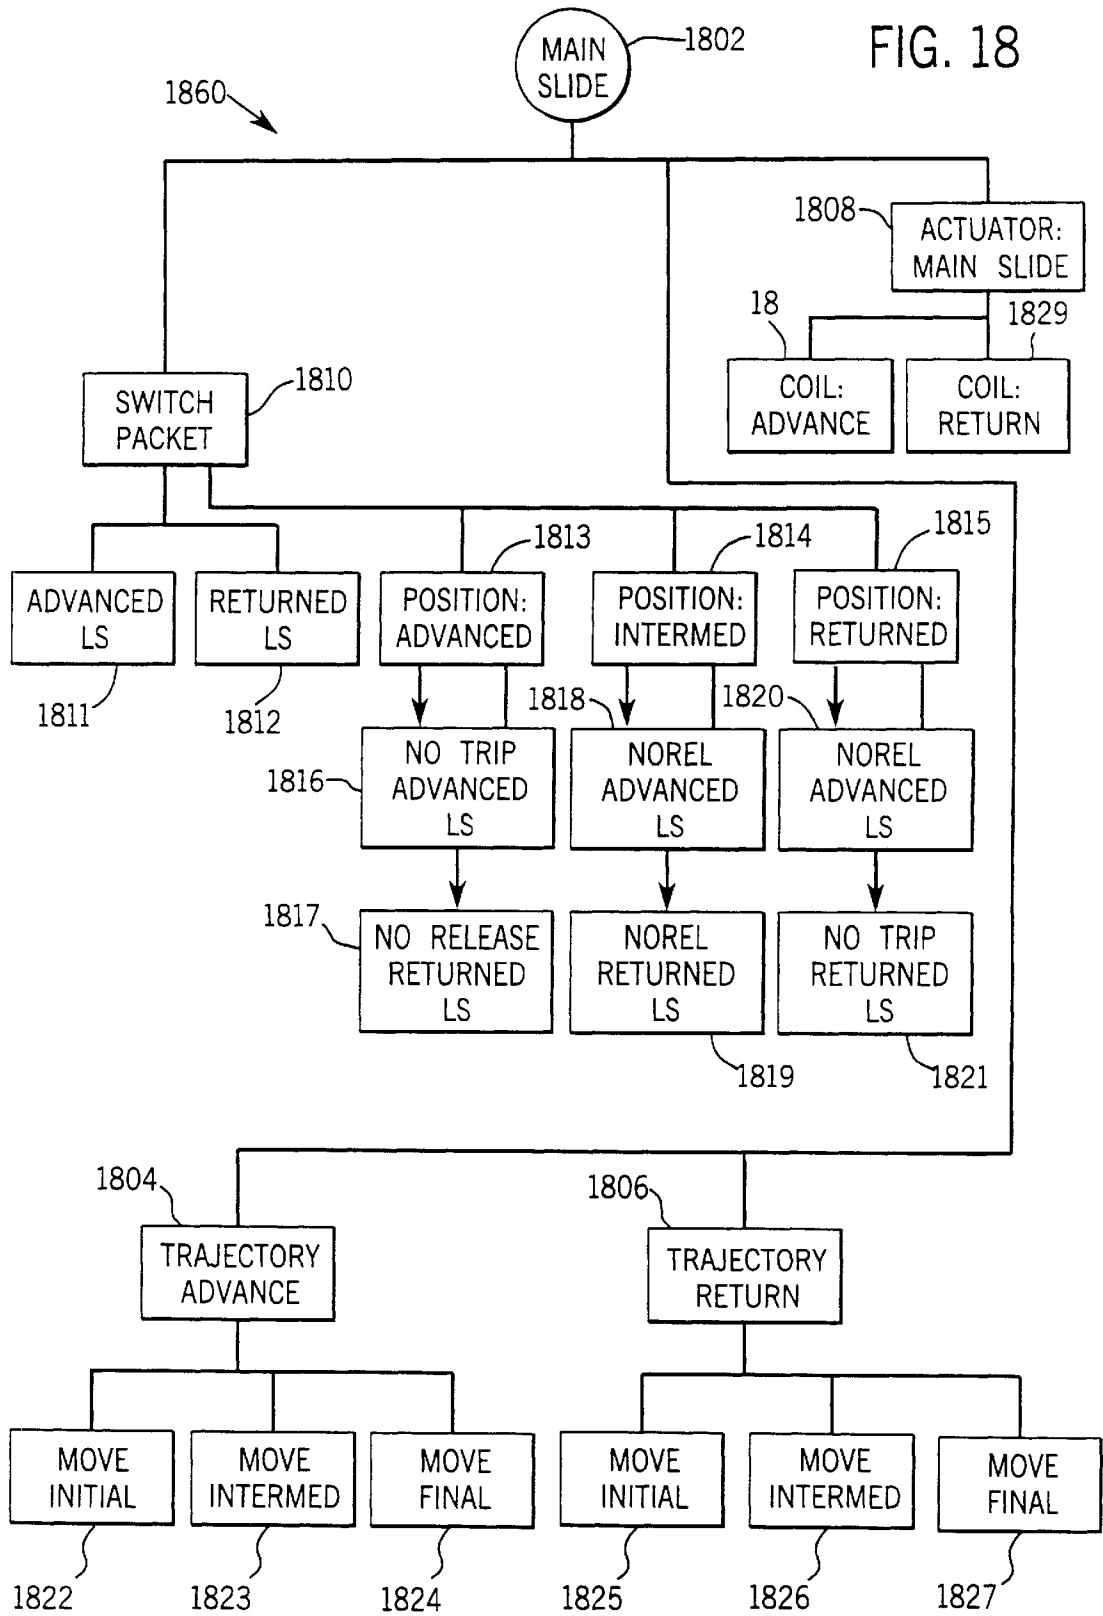 FIG. 18
MAIN
SLIDE
1802
1860
1808
ACTUATOR:
MAIN SLIDE
18
1829
COIL:
ADVANCE
COIL:
RETURN
1810
SWITCH
PACKET
1813
1814
1815
ADVANCED
LS
RETURNED
LS
POSITION:
ADVANCED
POSITION:
INTERMED
POSITION:
RETURNED
1811
1812
1818
1820
1816
NO TRIP
ADVANCED
LS
NOREL
ADVANCED
LS
NOREL
ADVANCED
LS
1817
NO RELEASE
RETURNED
LS
NOREL
RETURNED
LS
NO TRIP
RETURNED
LS
1819
1821
1804
1806
TRAJECTORY
ADVANCE
TRAJECTORY
RETURN
MOVE
INITIAL
MOVE
INTERMED
MOVE
FINAL
MOVE
INITIAL
MOVE
INTERMED
MOVE
FINAL
1822
1823
1824
1825
1826
1827